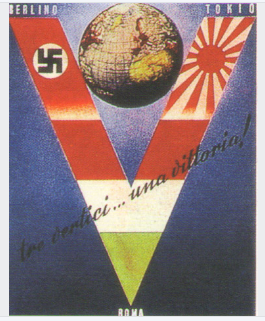 BERLINO TOKIO
tre vertici... una vittoria!
ROMA